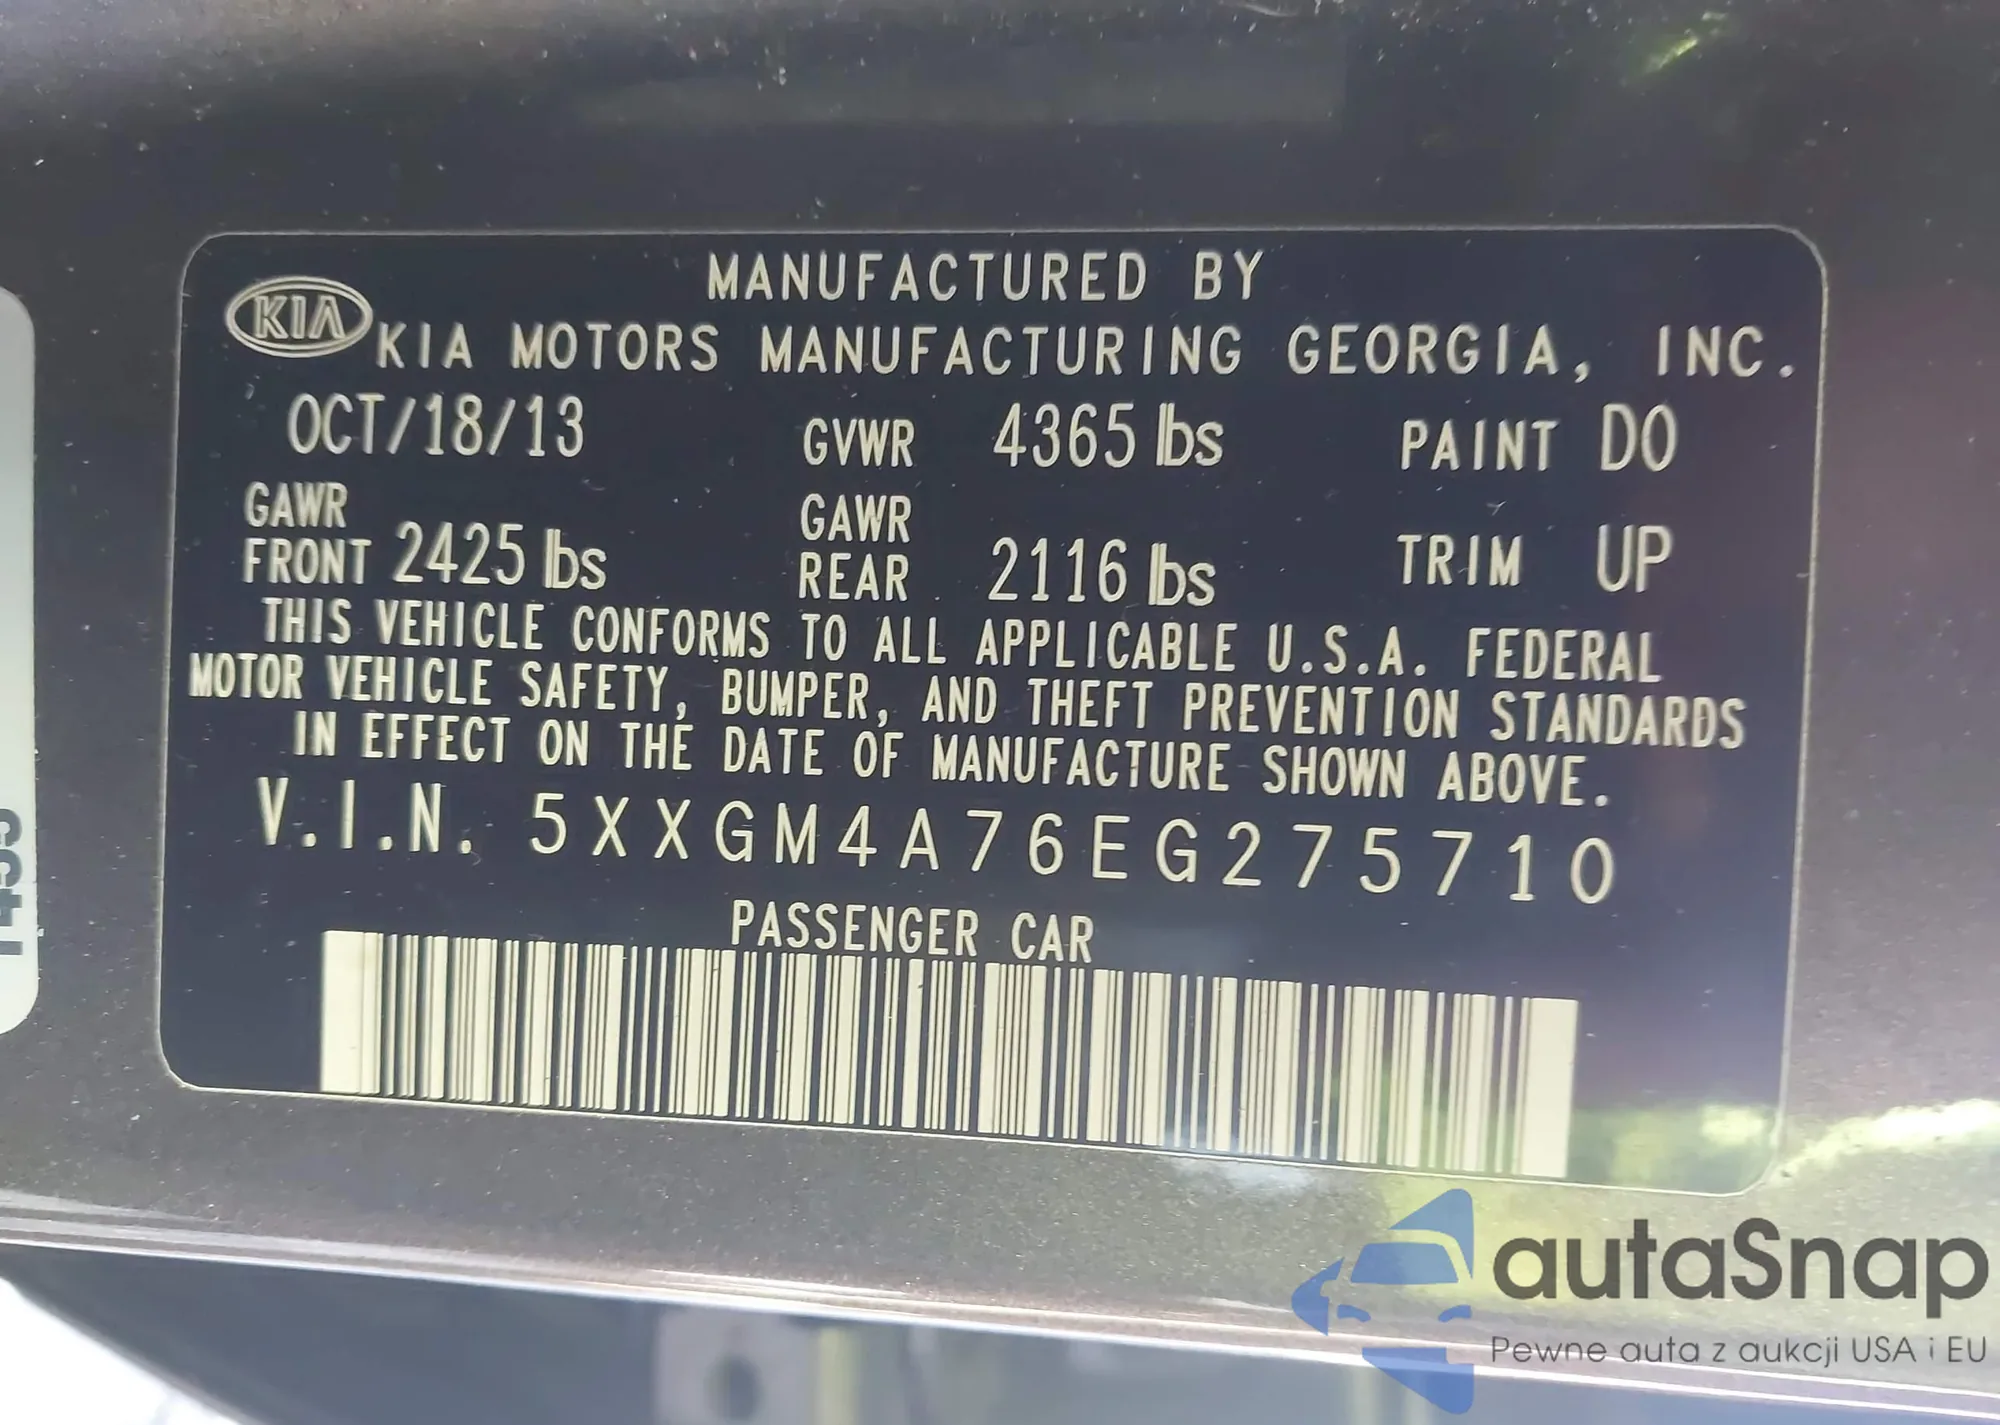 MANUFACTURED BY
KIA KIA MOTORS MANUFACTURING GEORGIA, INC.
OCT/18/13 GVWR 4365 lbs PAINT D0
GAWR FRONT 2425 lbs GAWR REAR 2116 lbs TRIM UP
THIS VEHICLE CONFORMS TO ALL APPLICABLE U.S.A. FEDERAL
MOTOR VEHICLE SAFETY, BUMPER, AND THEFT PREVENTION STANDARDS
IN EFFECT ON THE DATE OF MANUFACTURE SHOWN ABOVE.
V.I.N. 5XXGM4A76EG275710
PASSENGER CAR
autaSnap
Pewne auta z aukcji USA i EU